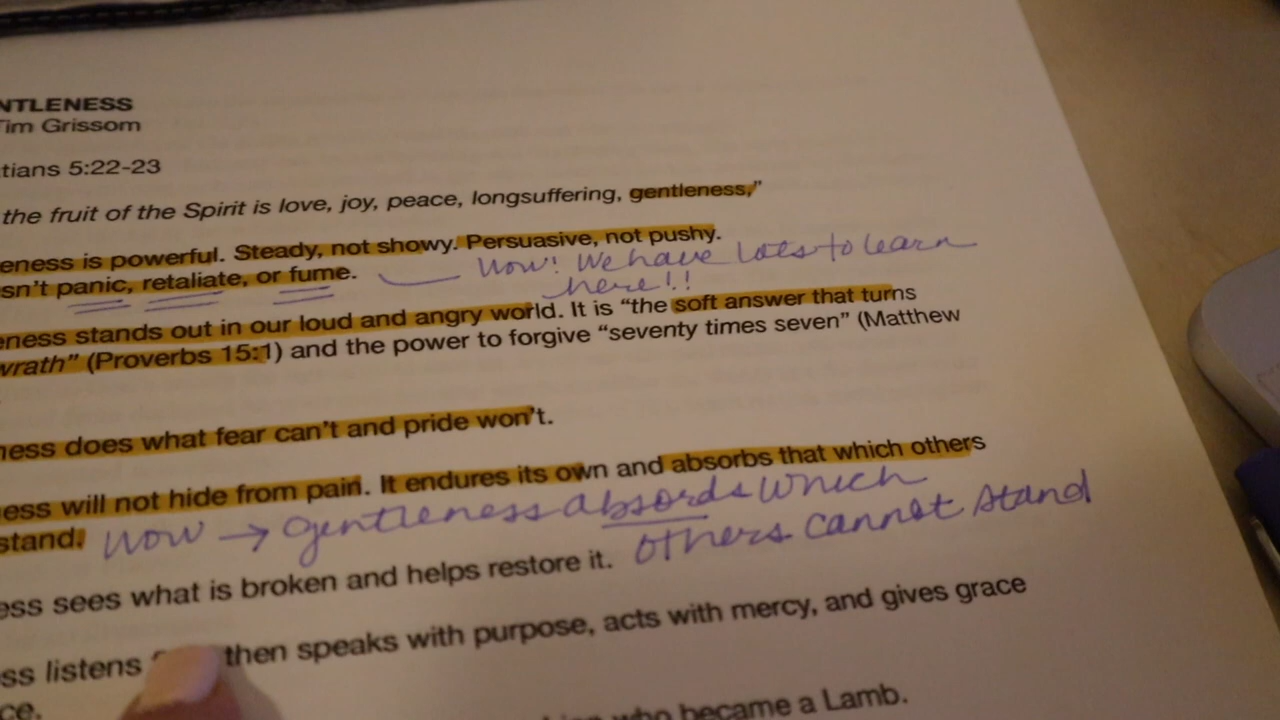 NTLENESS
Tim Grissom
tians 5:22-23
the fruit of the Spirit is love, joy, peace, longsuffering, gentleness,"
eness is powerful. Steady, not showy. Persuasive, not pushy.
sn't panic, retaliate, or fume. Wow! We have lots to learn
here!!
eness stands out in our loud and angry world. It is "the soft answer that turns
wrath" (Proverbs 15:1) and the power to forgive "seventy times seven" (Matthew
ness does what fear can't and pride won't.
ess will not hide from pain. It endures its own and absorbs that which others
stand. Wow → gentleness absords which
others cannot stand
ess sees what is broken and helps restore it.
ss listens then speaks with purpose, acts with mercy, and gives grace
ce.
who became a Lamb.